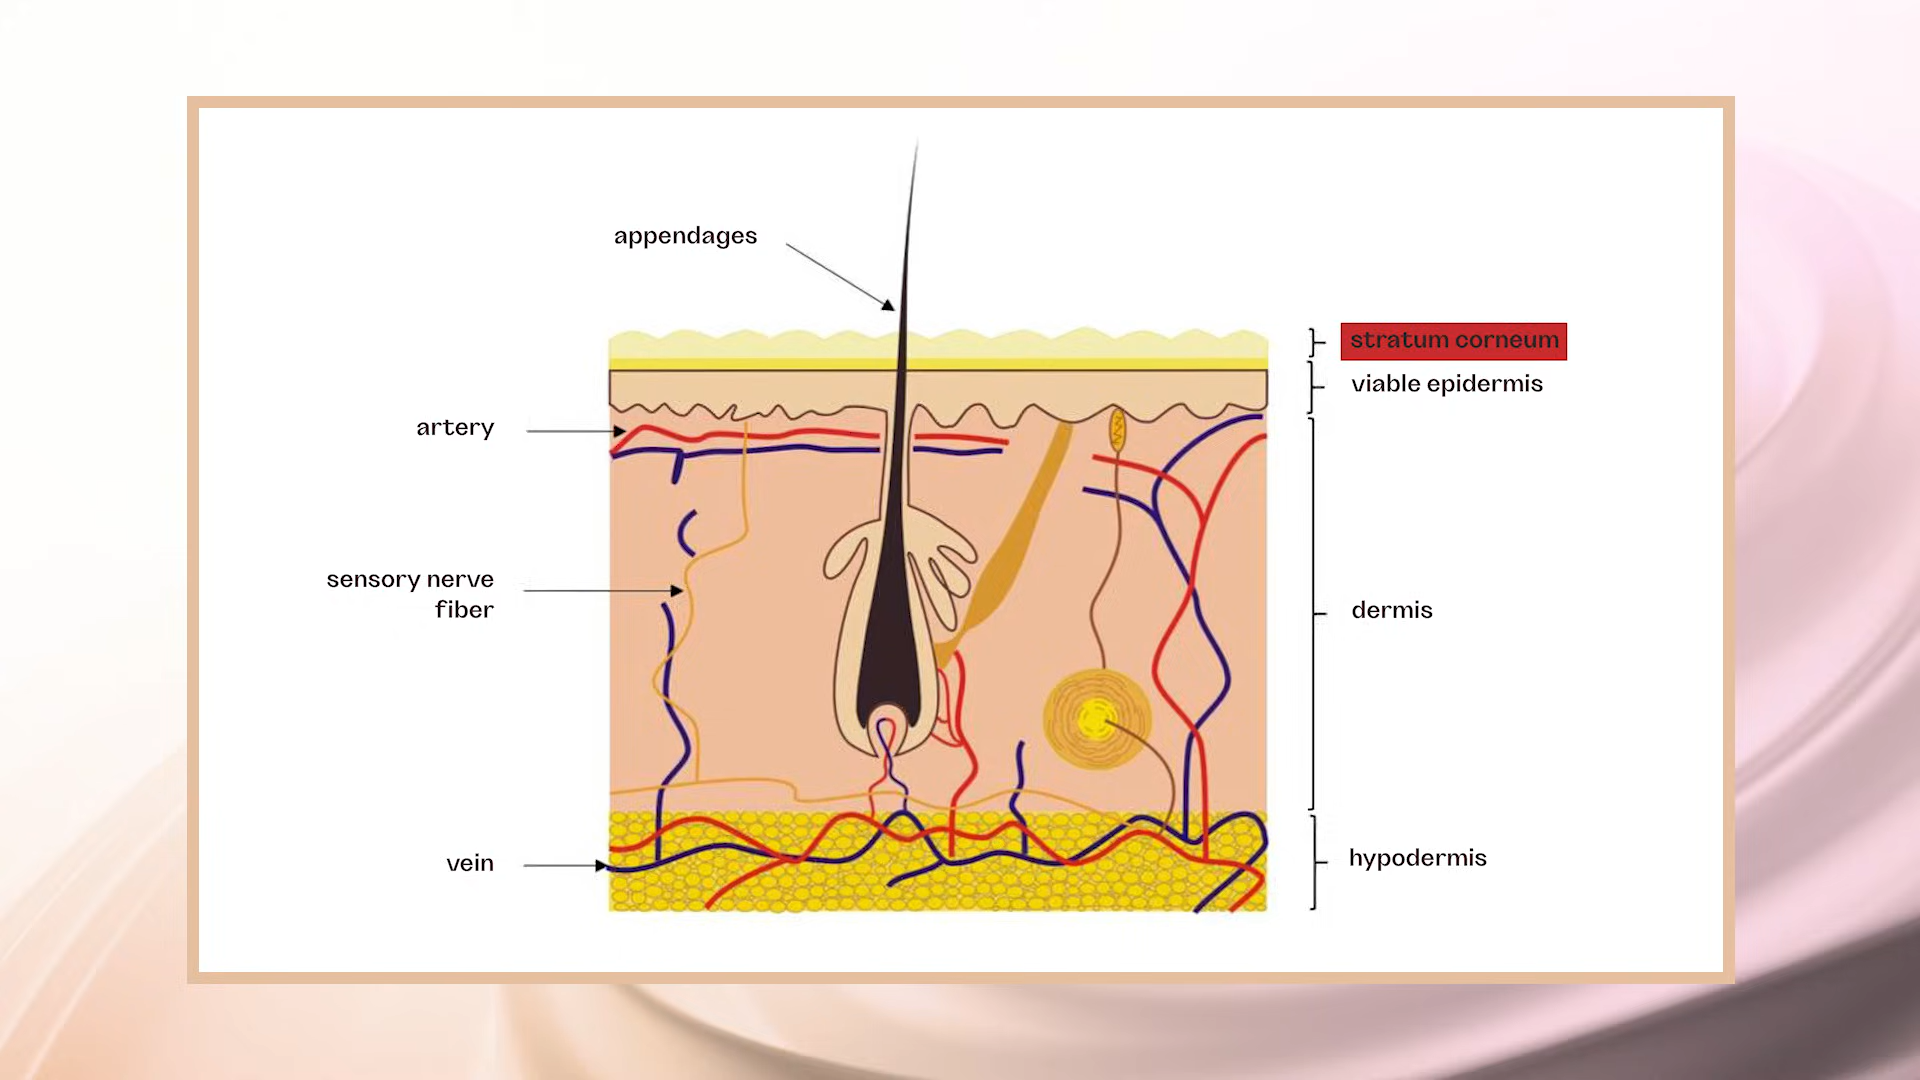 appendages
stratum corneum
viable epidermis
artery
sensory nerve
fiber
dermis
vein
hypodermis